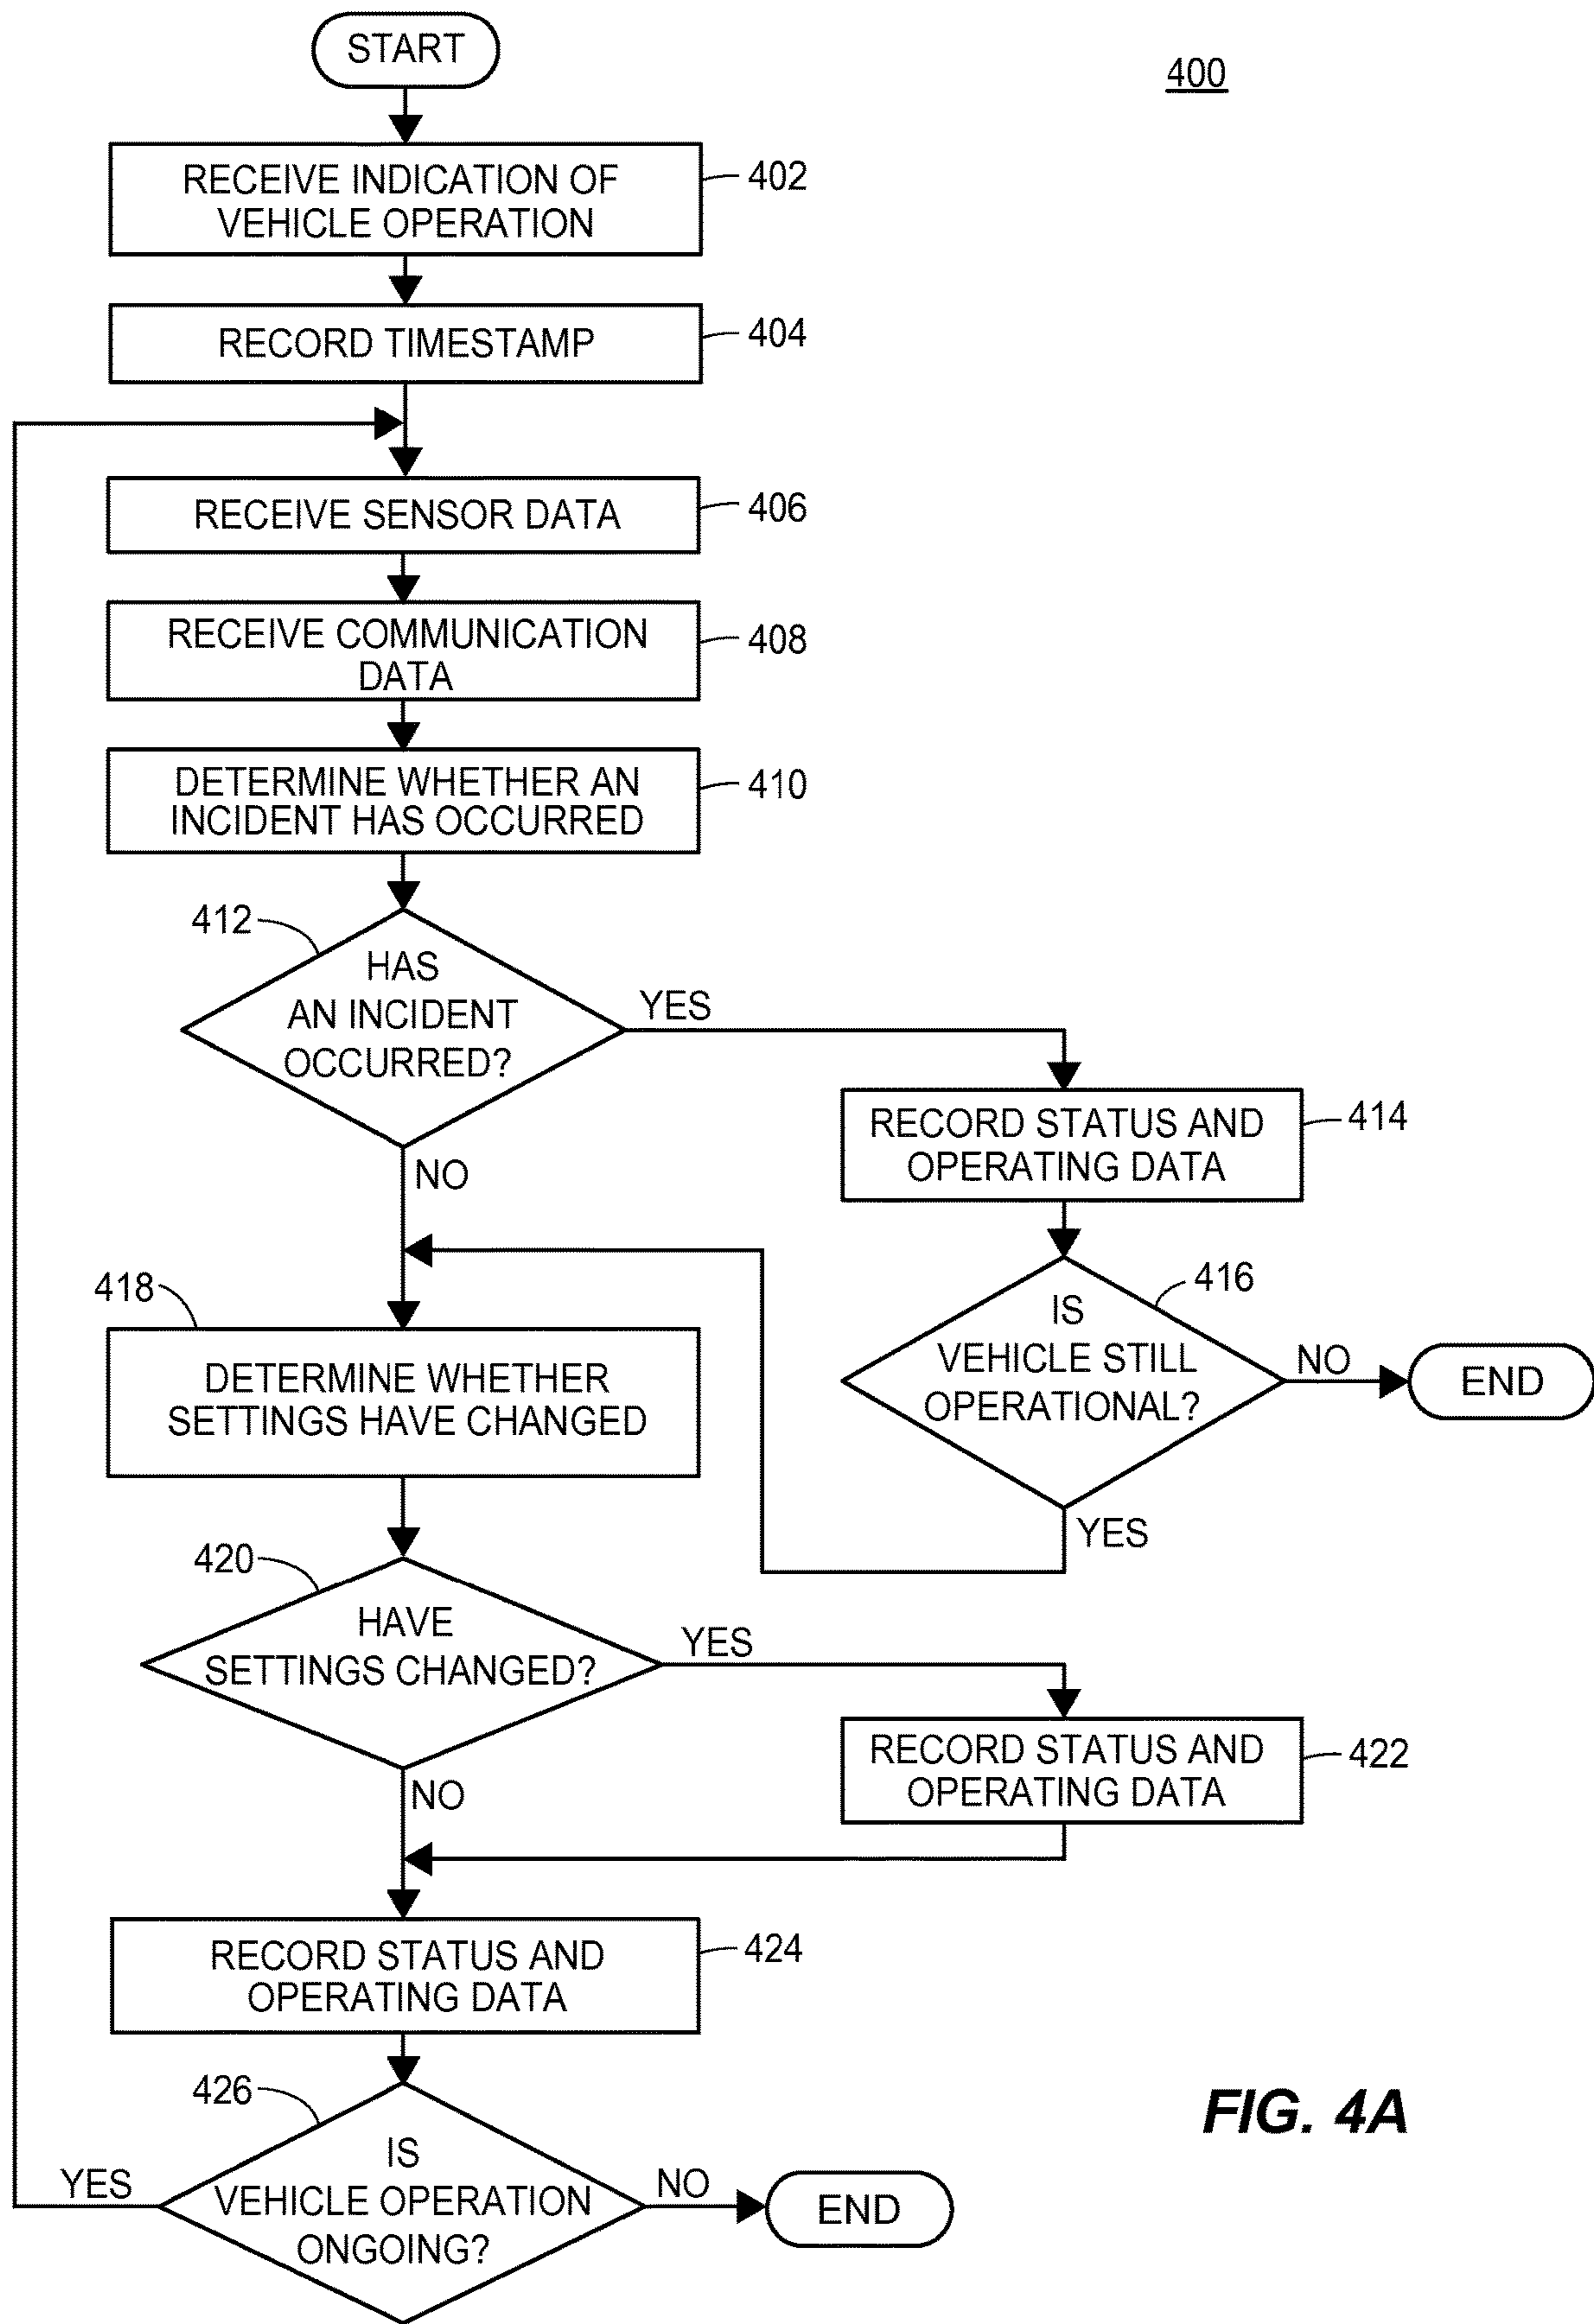 START
400
RECEIVE INDICATION OF
VEHICLE OPERATION
402
RECORD TIMESTAMP
404
RECEIVE SENSOR DATA
406
RECEIVE COMMUNICATION
DATA
408
DETERMINE WHETHER AN
INCIDENT HAS OCCURRED
410
412
HAS
AN INCIDENT
OCCURRED?
YES
NO
RECORD STATUS AND
OPERATING DATA
414
416
IS
VEHICLE STILL
OPERATIONAL?
NO
END
YES
418
DETERMINE WHETHER
SETTINGS HAVE CHANGED
420
HAVE
SETTINGS CHANGED?
YES
NO
RECORD STATUS AND
OPERATING DATA
422
RECORD STATUS AND
OPERATING DATA
424
426
IS
VEHICLE OPERATION
ONGOING?
YES
NO
END
FIG. 4A